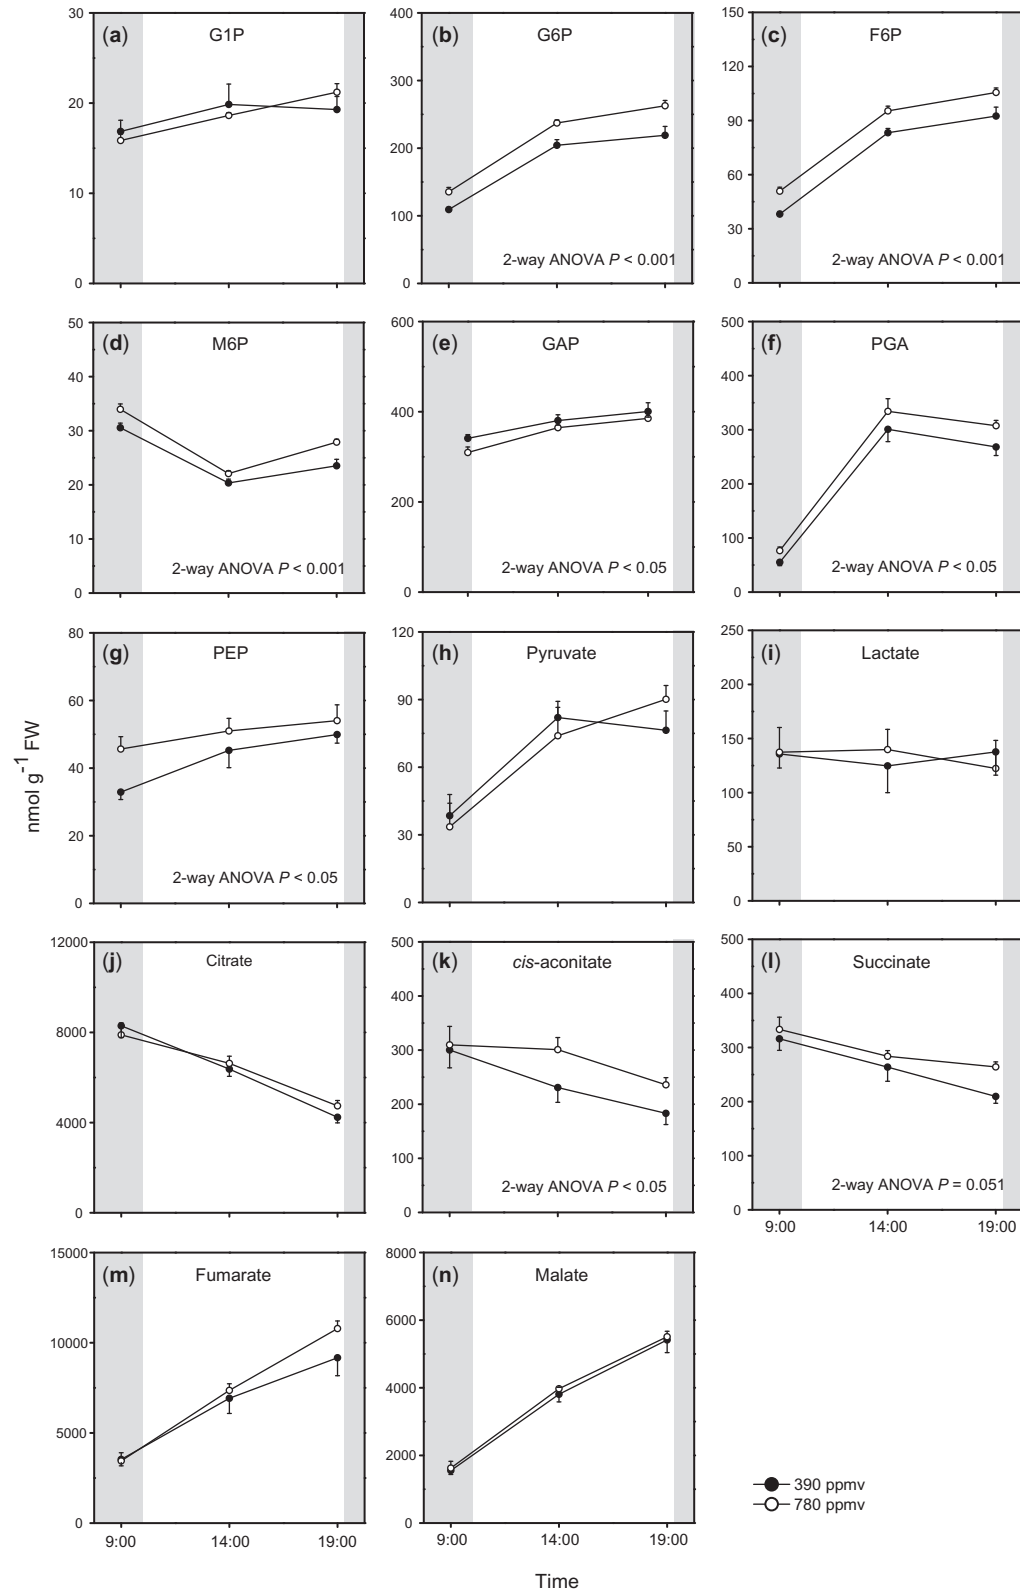 (a) G1P
30
20
10
0
(b) G6P
400
300
200
100
0
2-way ANOVA P < 0.001
(c) F6P
150
120
90
60
30
0
2-way ANOVA P < 0.001
(d) M6P
50
40
30
20
10
0
2-way ANOVA P < 0.001
(e) GAP
600
400
200
0
2-way ANOVA P < 0.05
(f) PGA
500
400
300
200
100
0
2-way ANOVA P < 0.05
nmol g⁻¹ FW
(g) PEP
80
60
40
20
0
2-way ANOVA P < 0.05
(h) Pyruvate
120
90
60
30
0
(i) Lactate
250
200
150
100
50
0
(j) Citrate
12000
8000
4000
0
(k) cis-aconitate
500
400
300
200
100
0
2-way ANOVA P < 0.05
(l) Succinate
500
400
300
200
100
0
2-way ANOVA P = 0.051
9:00 14:00 19:00
(m) Fumarate
15000
10000
5000
0
9:00 14:00 19:00
(n) Malate
8000
6000
4000
2000
0
9:00 14:00 19:00
390 ppmv
780 ppmv
Time